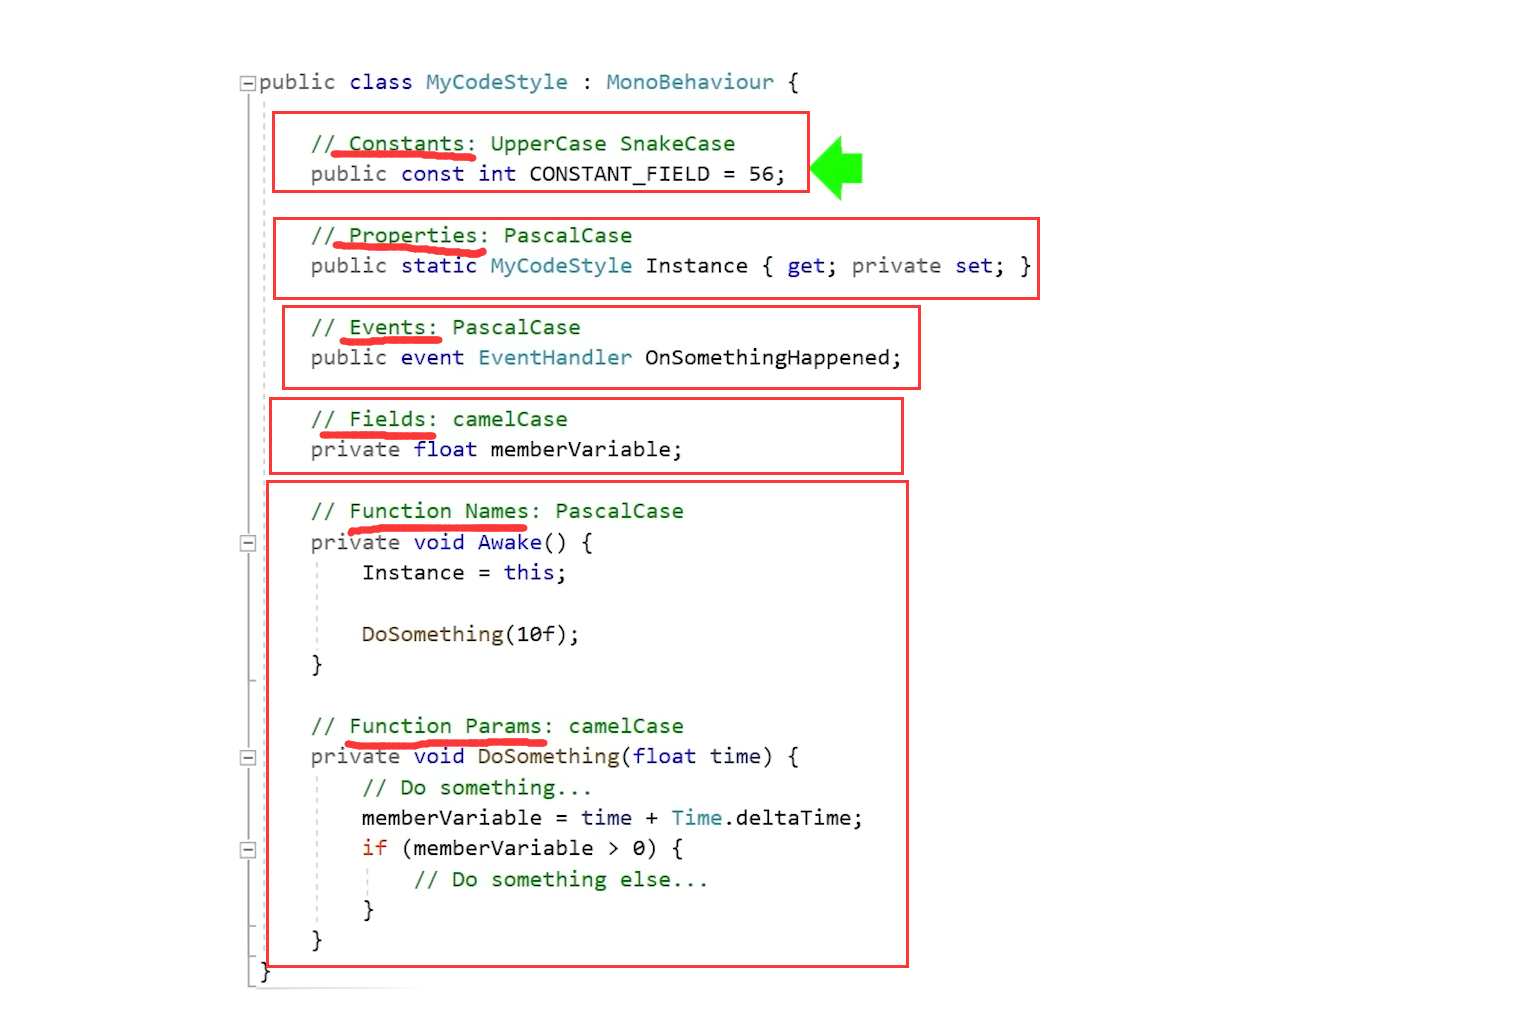 public class MyCodeStyle : MonoBehaviour {
// Constants: UpperCase SnakeCase
public const int CONSTANT_FIELD = 56;
// Properties: PascalCase
public static MyCodeStyle Instance { get; private set; }
// Events: PascalCase
public event EventHandler OnSomethingHappened;
// Fields: camelCase
private float memberVariable;
// Function Names: PascalCase
private void Awake() {
Instance = this;
DoSomething(10f);
}
// Function Params: camelCase
private void DoSomething(float time) {
// Do something...
memberVariable = time + Time.deltaTime;
if (memberVariable > 0) {
// Do something else...
}
}
}